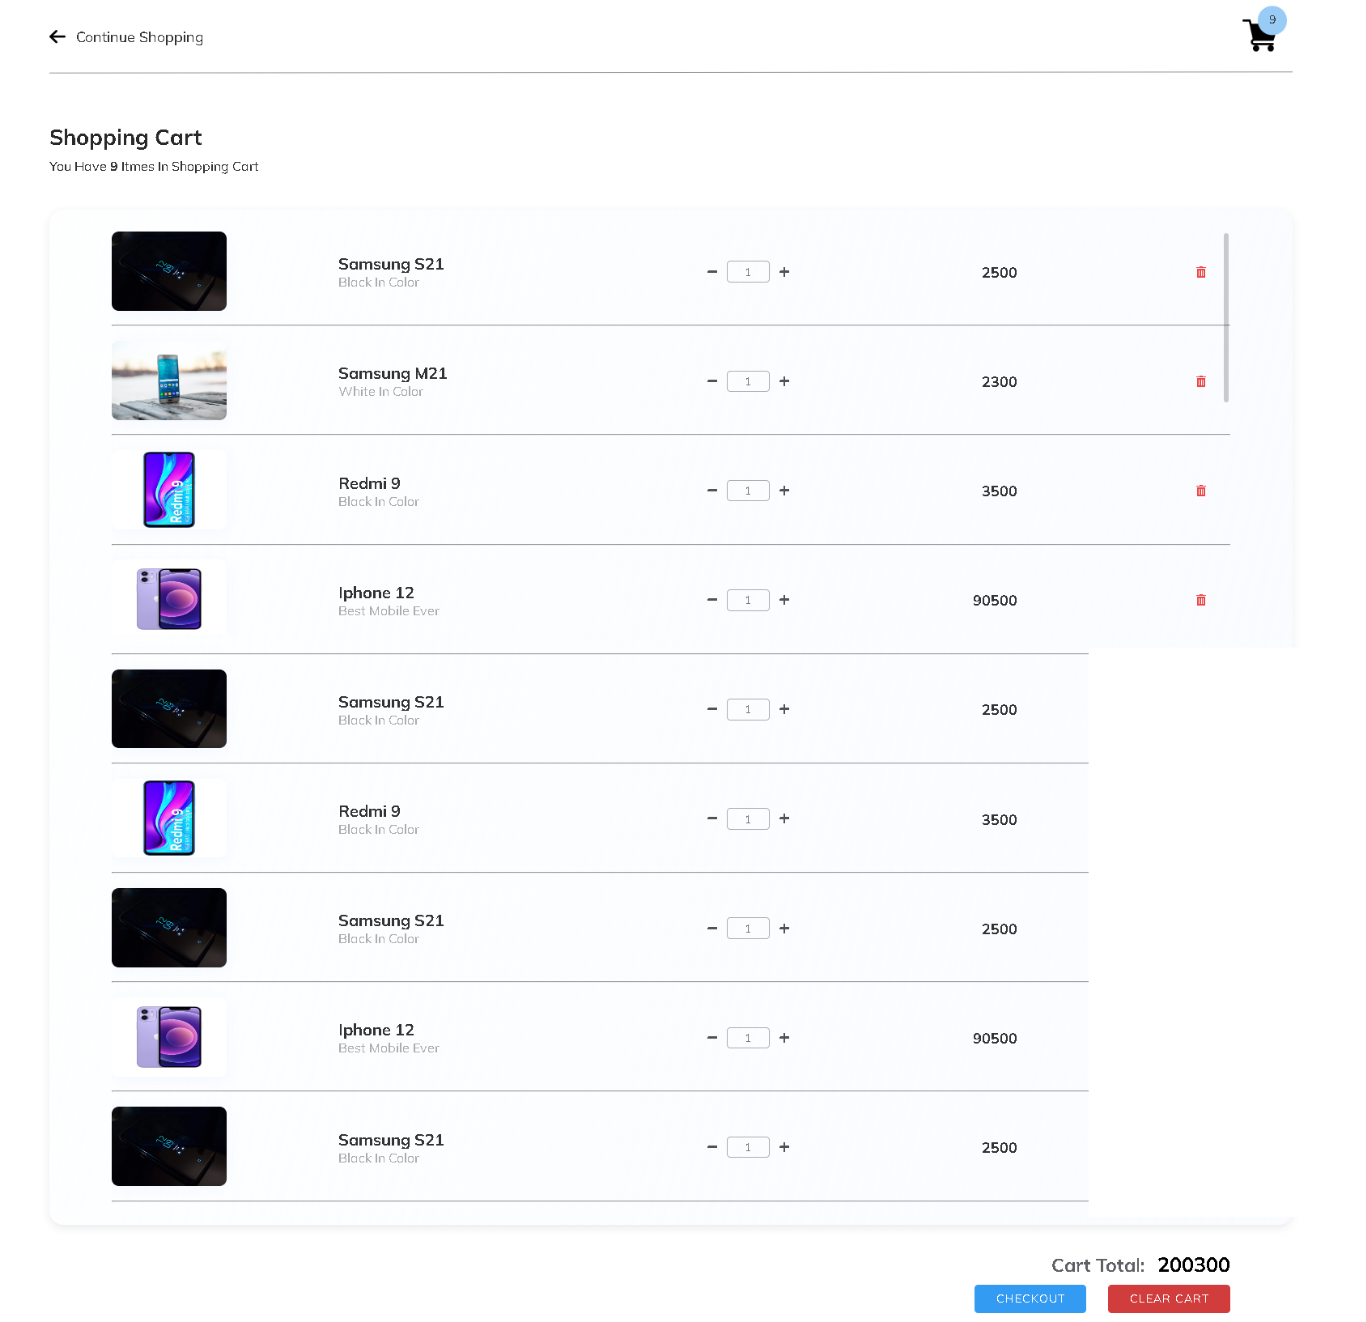 Continue Shopping
9
Shopping Cart
You Have 9 Itmes In Shopping Cart
Samsung S21
Black In Color
1
2500
Samsung M21
White In Color
1
2300
Redmi 9
Redmi 9
Black In Color
1
3500
Iphone 12
Best Mobile Ever
1
90500
Samsung S21
Black In Color
1
2500
Redmi 9
Redmi 9
Black In Color
1
3500
Samsung S21
Black In Color
1
2500
Iphone 12
Best Mobile Ever
1
90500
Samsung S21
Black In Color
1
2500
Cart Total: 200300
CHECKOUT
CLEAR CART